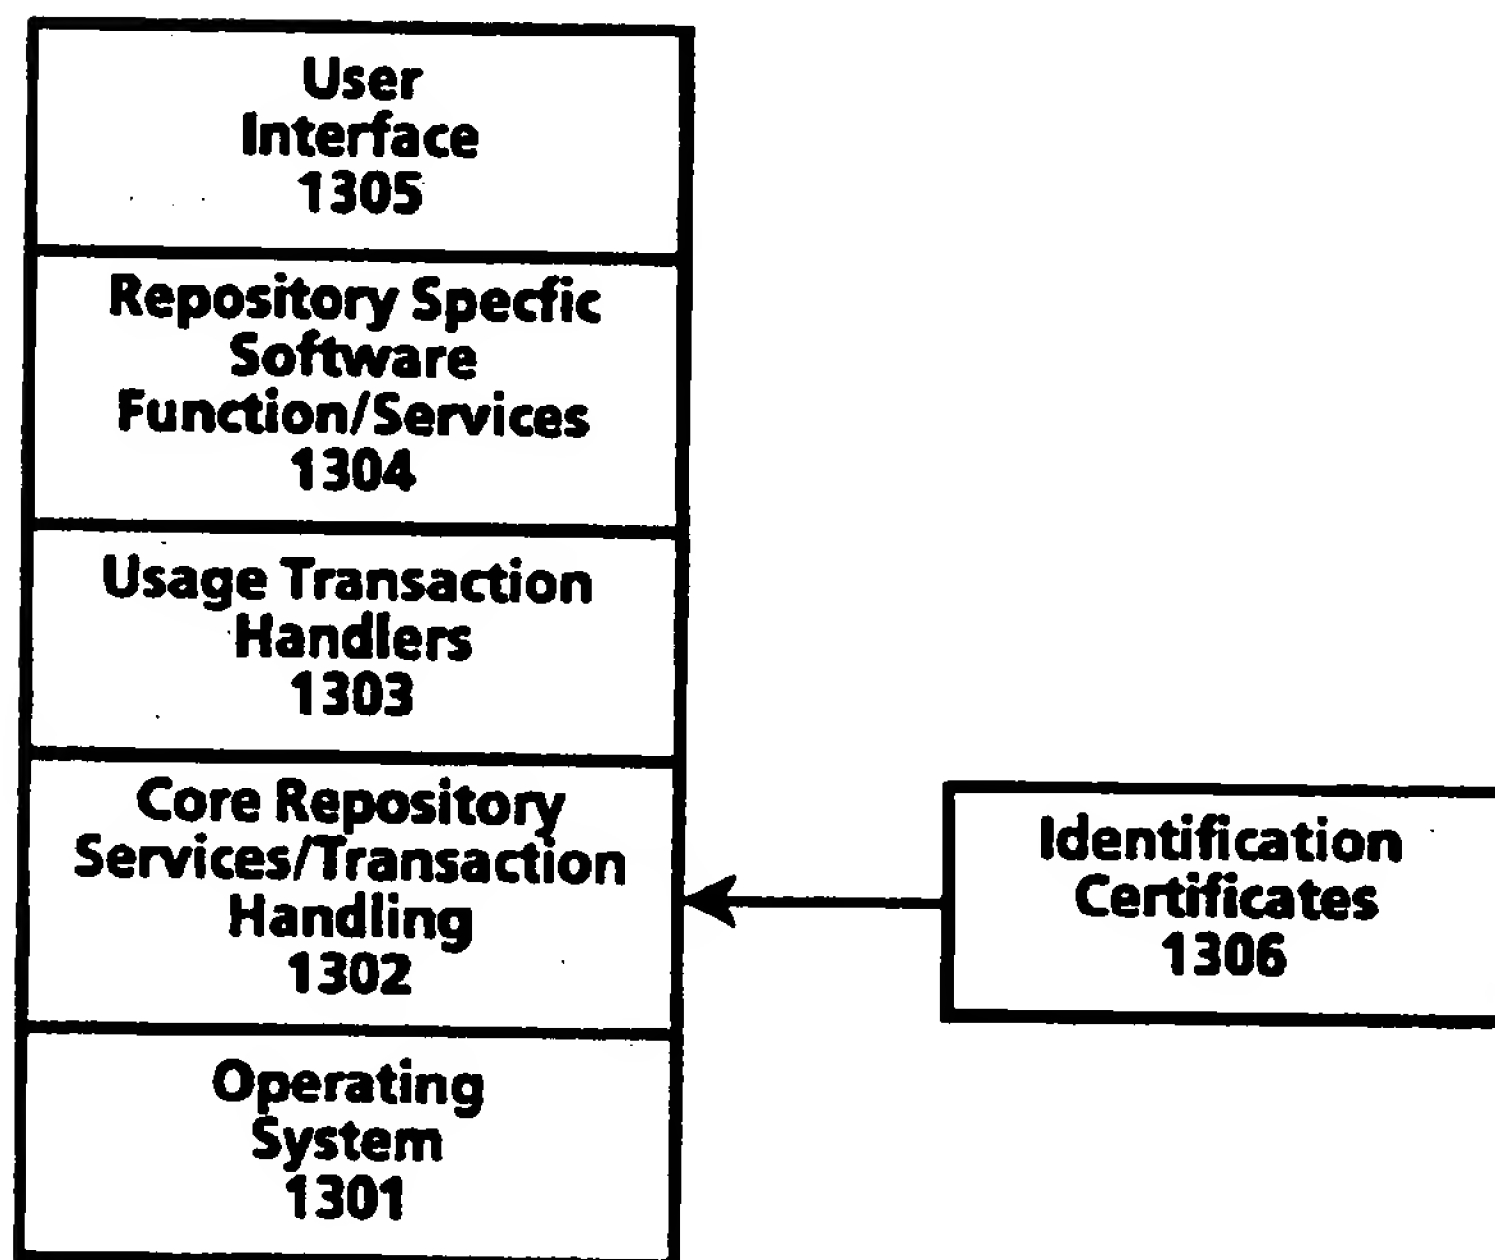 User
Interface
1305
Repository Specfic
Software
Function/Services
1304
Usage Transaction
Handlers
1303
Core Repository
Services/Transaction
Handling
1302
Identification
Certificates
1306
Operating
System
1301